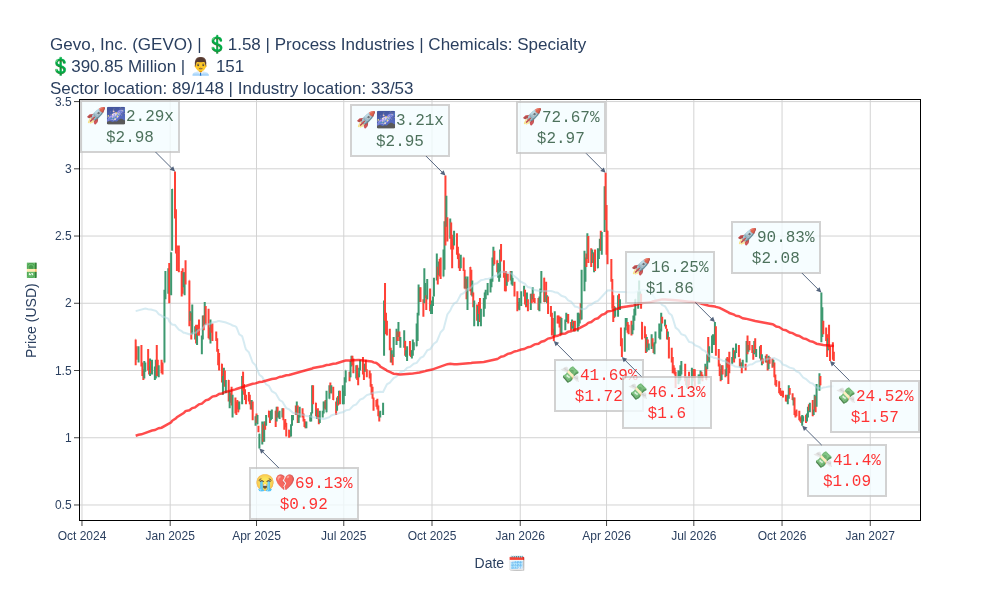 Gevo, Inc. (GEVO) | 💲1.58 | Process Industries | Chemicals: Specialty
💲390.85 Million | 👨‍💼 151
Sector location: 89/148 | Industry location: 33/53
3.5
3
2.5
2
1.5
1
0.5
Price (USD) 💵
🚀🌌2.29x
$2.98
🚀🌌3.21x
$2.95
🚀72.67%
$2.97
🚀16.25%
$1.86
🚀90.83%
$2.08
💸41.69%
$1.72
💸46.13%
$1.6
💸24.52%
$1.57
💸41.4%
$1.09
😭💔69.13%
$0.92
Oct 2024
Jan 2025
Apr 2025
Jul 2025
Oct 2025
Jan 2026
Apr 2026
Jul 2026
Oct 2026
Jan 2027
Date 🗓️